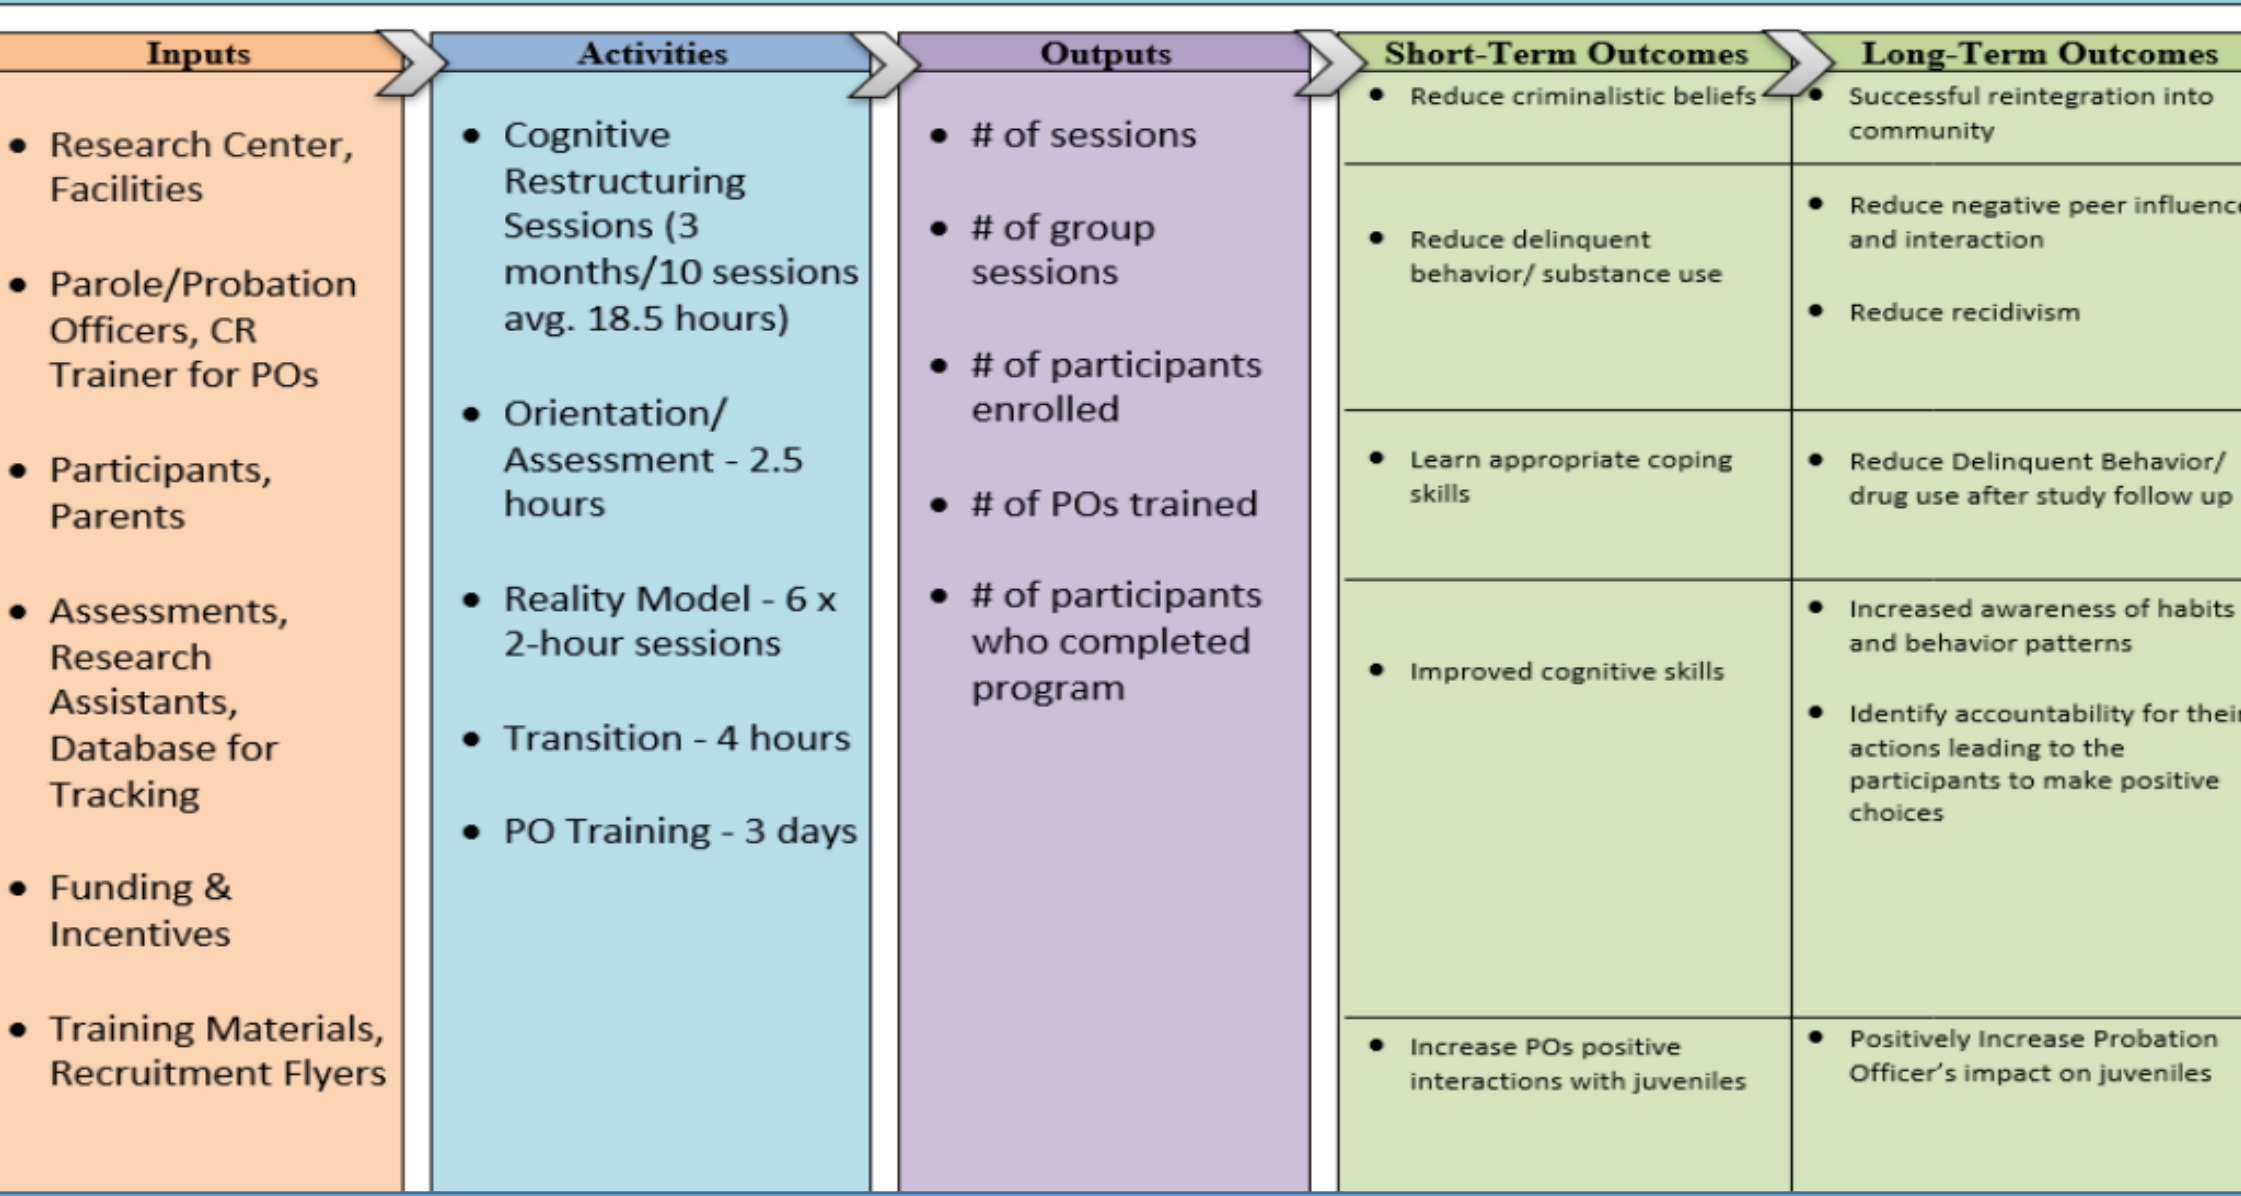 Inputs
• Research Center,
Facilities
• Parole/Probation
Officers, CR
Trainer for POs
• Participants,
Parents
• Assessments,
Research
Assistants,
Database for
Tracking
• Funding &
Incentives
• Training Materials,
Recruitment Flyers
Activities
• Cognitive
Restructuring
Sessions (3
months/10 sessions
avg. 18.5 hours)
• Orientation/
Assessment - 2.5
hours
• Reality Model - 6 x
2-hour sessions
• Transition - 4 hours
• PO Training - 3 days
Outputs
• # of sessions
• # of group
sessions
• # of participants
enrolled
• # of POs trained
• # of participants
who completed
program
Short-Term Outcomes
• Reduce criminalistic beliefs
• Reduce delinquent
behavior/ substance use
• Learn appropriate coping
skills
• Improved cognitive skills
• Increase POs positive
interactions with juveniles
Long-Term Outcomes
• Successful reintegration into
community
• Reduce negative peer influence
and interaction
• Reduce recidivism
• Reduce Delinquent Behavior/
drug use after study follow up
• Increased awareness of habits
and behavior patterns
• Identify accountability for their
actions leading to the
participants to make positive
choices
• Positively Increase Probation
Officer’s impact on juveniles